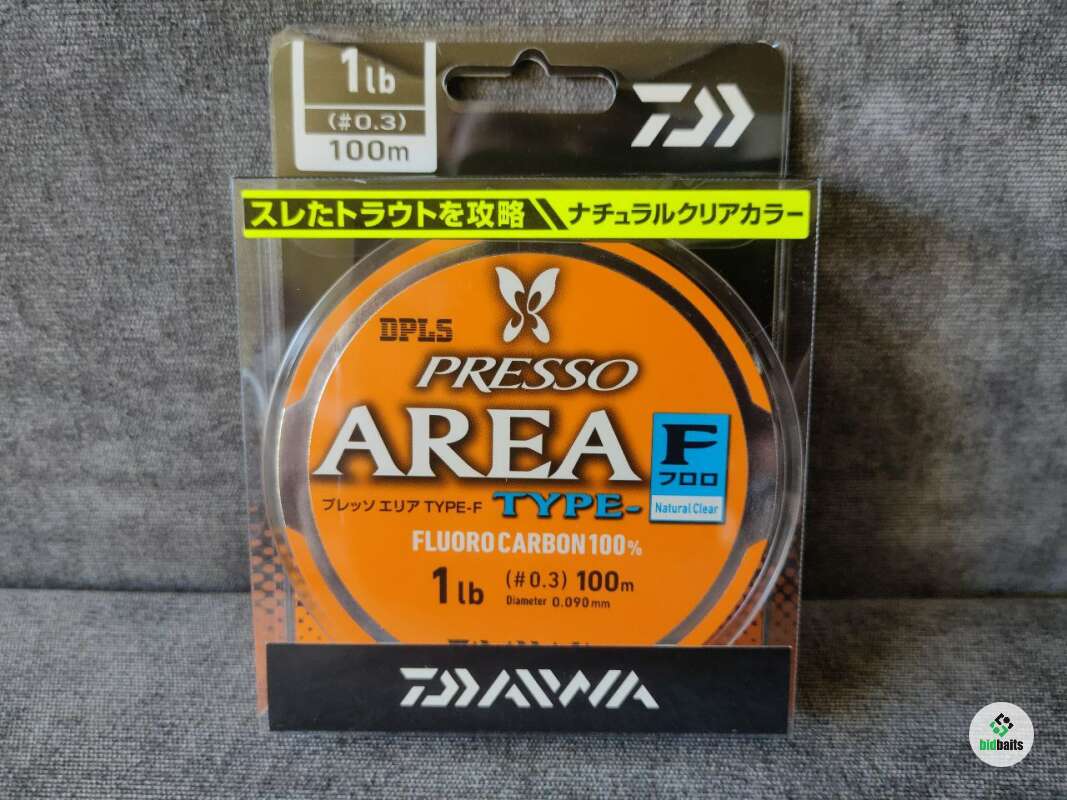 1lb
(#0.3)
100m
スレたトラウトを攻略 ナチュラルクリアカラー
DPLS
PRESSO
AREA
プレッソ エリア TYPE-F TYPE- F
フロロ
Natural Clear
FLUORO CARBON 100%
1lb (#0.3) 100m
Diameter 0.090mm
DAIWA
bidbaits